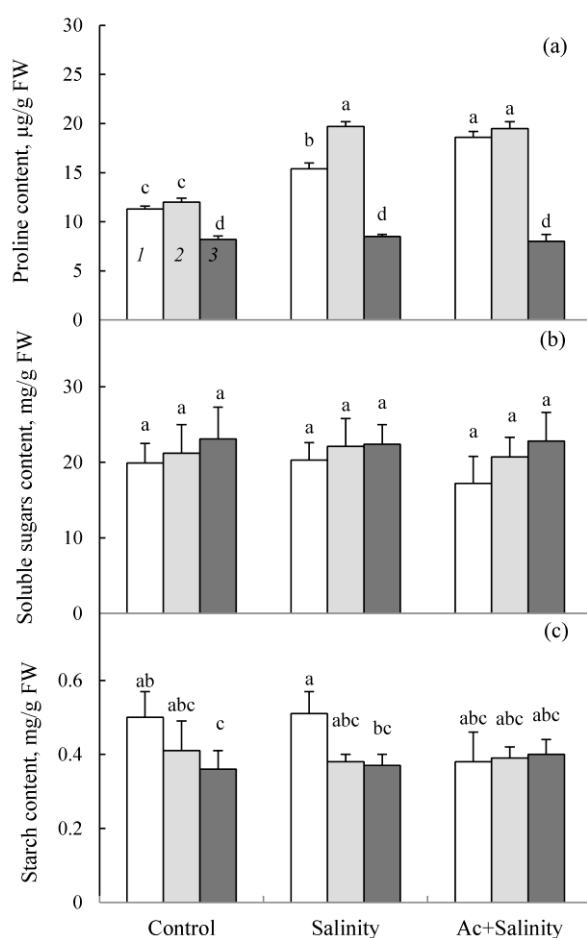 Proline content, µg/g FW
30
25
20
15
10
5
0
(a)
c
c
d
b
a
d
a
a
d
1
2
3
Soluble sugars content, mg/g FW
30
20
10
0
(b)
a
a
a
a
a
a
a
a
a
Starch content, mg/g FW
0.6
0.4
0.2
0
(c)
ab
abc
c
a
abc
bc
abc
abc
abc
Control
Salinity
Ac+Salinity